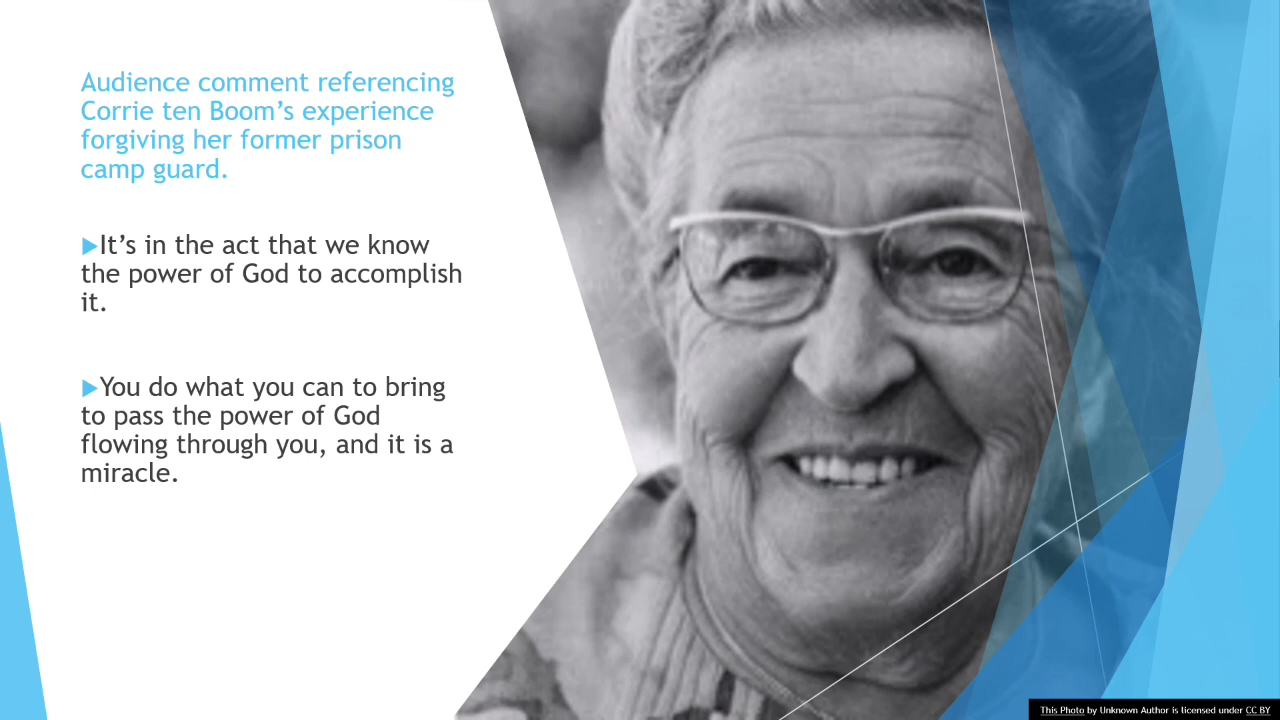 Audience comment referencing
Corrie ten Boom’s experience
forgiving her former prison
camp guard.
It’s in the act that we know
the power of God to accomplish
it.
You do what you can to bring
to pass the power of God
flowing through you, and it is a
miracle.
This Photo by Unknown Author is licensed under CC BY